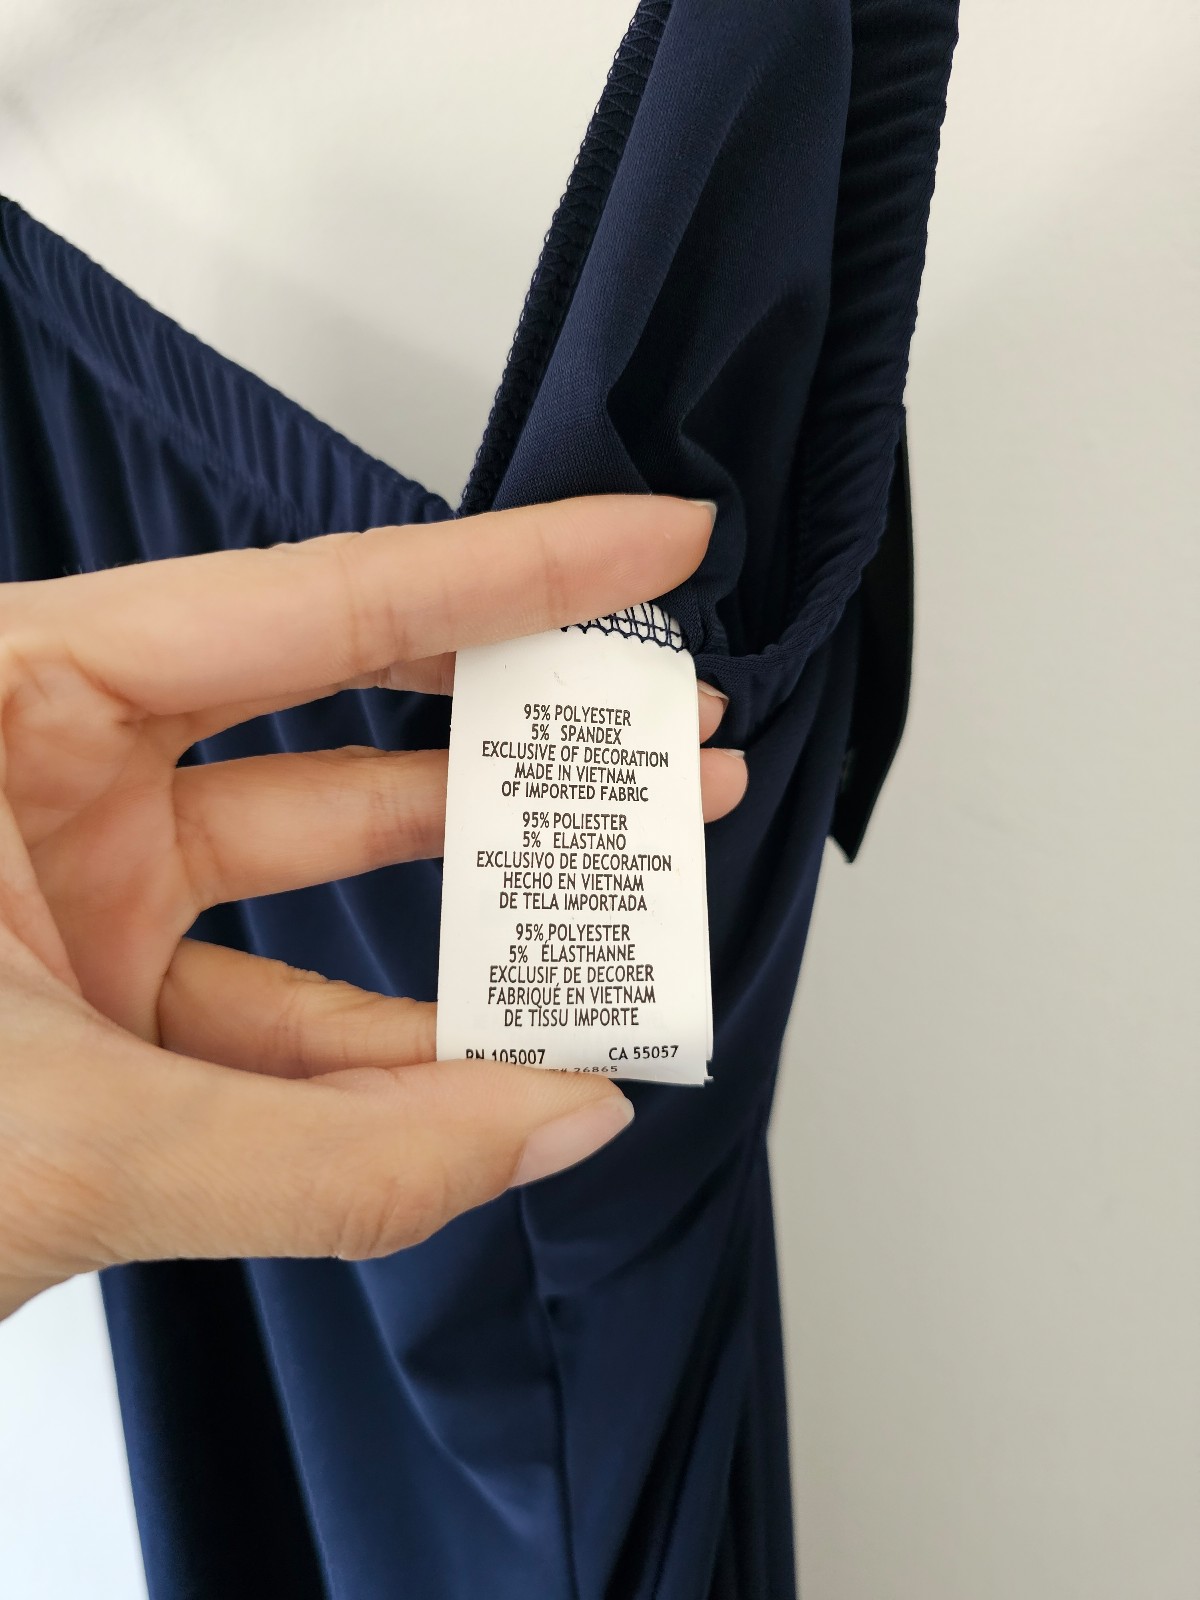 95% POLYESTER
5% SPANDEX
EXCLUSIVE OF DECORATION
MADE IN VIETNAM
OF IMPORTED FABRIC
95% POLIESTER
5% ELASTANO
EXCLUSIVO DE DECORATION
HECHO EN VIETNAM
DE TELA IMPORTADA
95% POLYESTER
5% ÉLASTHANNE
EXCLUSIF DE DECORER
FABRIQUÉ EN VIETNAM
DE TISSU IMPORTE
RN 105007 CA 55057
26865